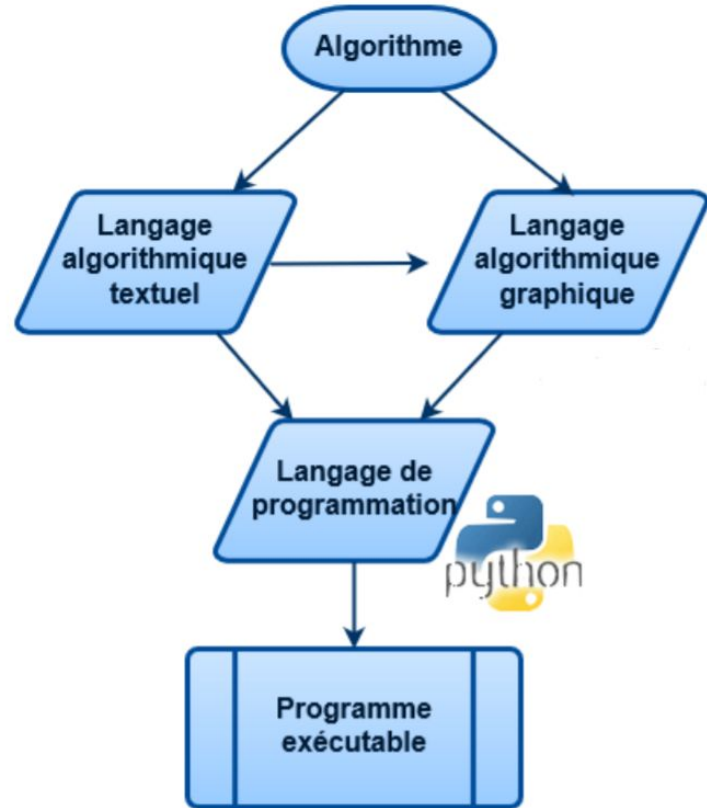 Algorithme
Langage
algorithmique
textuel
Langage
algorithmique
graphique
Langage de
programmation
python
Programme
exécutable